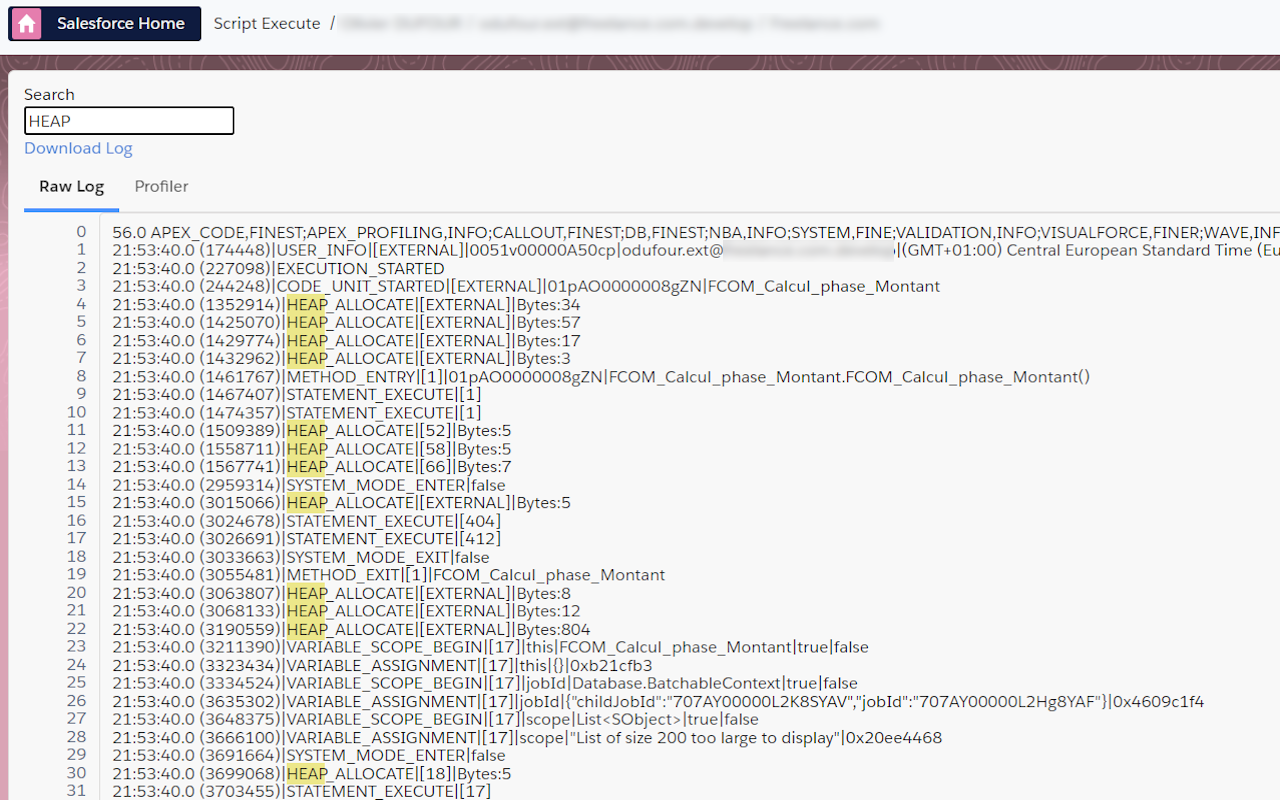 Salesforce Home Script Execute /
Search
HEAP
Download Log
Raw Log Profiler
0 56.0 APEX_CODE,FINEST;APEX_PROFILING,INFO;CALLOUT,FINEST;DB,FINEST;NBA,INFO;SYSTEM,FINE;VALIDATION,INFO;VISUALFORCE,FINER;WAVE,INF
1 21:53:40.0 (174448)|USER_INFO|[EXTERNAL]|0051v00000A50cp|odufour.ext@ |(GMT+01:00) Central European Standard Time (Eu
2 21:53:40.0 (227098)|EXECUTION_STARTED
3 21:53:40.0 (244248)|CODE_UNIT_STARTED|[EXTERNAL]|01pAO0000008gZN|FCOM_Calcul_phase_Montant
4 21:53:40.0 (1352914)|HEAP_ALLOCATE|[EXTERNAL]|Bytes:34
5 21:53:40.0 (1425070)|HEAP_ALLOCATE|[EXTERNAL]|Bytes:57
6 21:53:40.0 (1429774)|HEAP_ALLOCATE|[EXTERNAL]|Bytes:17
7 21:53:40.0 (1432962)|HEAP_ALLOCATE|[EXTERNAL]|Bytes:3
8 21:53:40.0 (1461767)|METHOD_ENTRY|[1]|01pAO0000008gZN|FCOM_Calcul_phase_Montant.FCOM_Calcul_phase_Montant()
9 21:53:40.0 (1467407)|STATEMENT_EXECUTE|[1]
10 21:53:40.0 (1474357)|STATEMENT_EXECUTE|[1]
11 21:53:40.0 (1509389)|HEAP_ALLOCATE|[52]|Bytes:5
12 21:53:40.0 (1558711)|HEAP_ALLOCATE|[58]|Bytes:5
13 21:53:40.0 (1567741)|HEAP_ALLOCATE|[66]|Bytes:7
14 21:53:40.0 (2959314)|SYSTEM_MODE_ENTER|false
15 21:53:40.0 (3015066)|HEAP_ALLOCATE|[EXTERNAL]|Bytes:5
16 21:53:40.0 (3024678)|STATEMENT_EXECUTE|[404]
17 21:53:40.0 (3026691)|STATEMENT_EXECUTE|[412]
18 21:53:40.0 (3033663)|SYSTEM_MODE_EXIT|false
19 21:53:40.0 (3055481)|METHOD_EXIT|[1]|FCOM_Calcul_phase_Montant
20 21:53:40.0 (3063807)|HEAP_ALLOCATE|[EXTERNAL]|Bytes:8
21 21:53:40.0 (3068133)|HEAP_ALLOCATE|[EXTERNAL]|Bytes:12
22 21:53:40.0 (3190559)|HEAP_ALLOCATE|[EXTERNAL]|Bytes:804
23 21:53:40.0 (3211390)|VARIABLE_SCOPE_BEGIN|[17]|this|FCOM_Calcul_phase_Montant|true|false
24 21:53:40.0 (3323434)|VARIABLE_ASSIGNMENT|[17]|this|{}|0xb21cfb3
25 21:53:40.0 (3334524)|VARIABLE_SCOPE_BEGIN|[17]|jobId|Database.BatchableContext|true|false
26 21:53:40.0 (3635302)|VARIABLE_ASSIGNMENT|[17]|jobId|{"childJobId":"707AY00000L2K8SYAV","jobId":"707AY00000L2Hg8YAF"}|0x4609c1f4
27 21:53:40.0 (3648375)|VARIABLE_SCOPE_BEGIN|[17]|scope|List<SObject>|true|false
28 21:53:40.0 (3666100)|VARIABLE_ASSIGNMENT|[17]|scope|"List of size 200 too large to display"|0x20ee4468
29 21:53:40.0 (3691664)|SYSTEM_MODE_ENTER|false
30 21:53:40.0 (3699068)|HEAP_ALLOCATE|[18]|Bytes:5
31 21:53:40.0 (3703455)|STATEMENT_EXECUTE|[17]